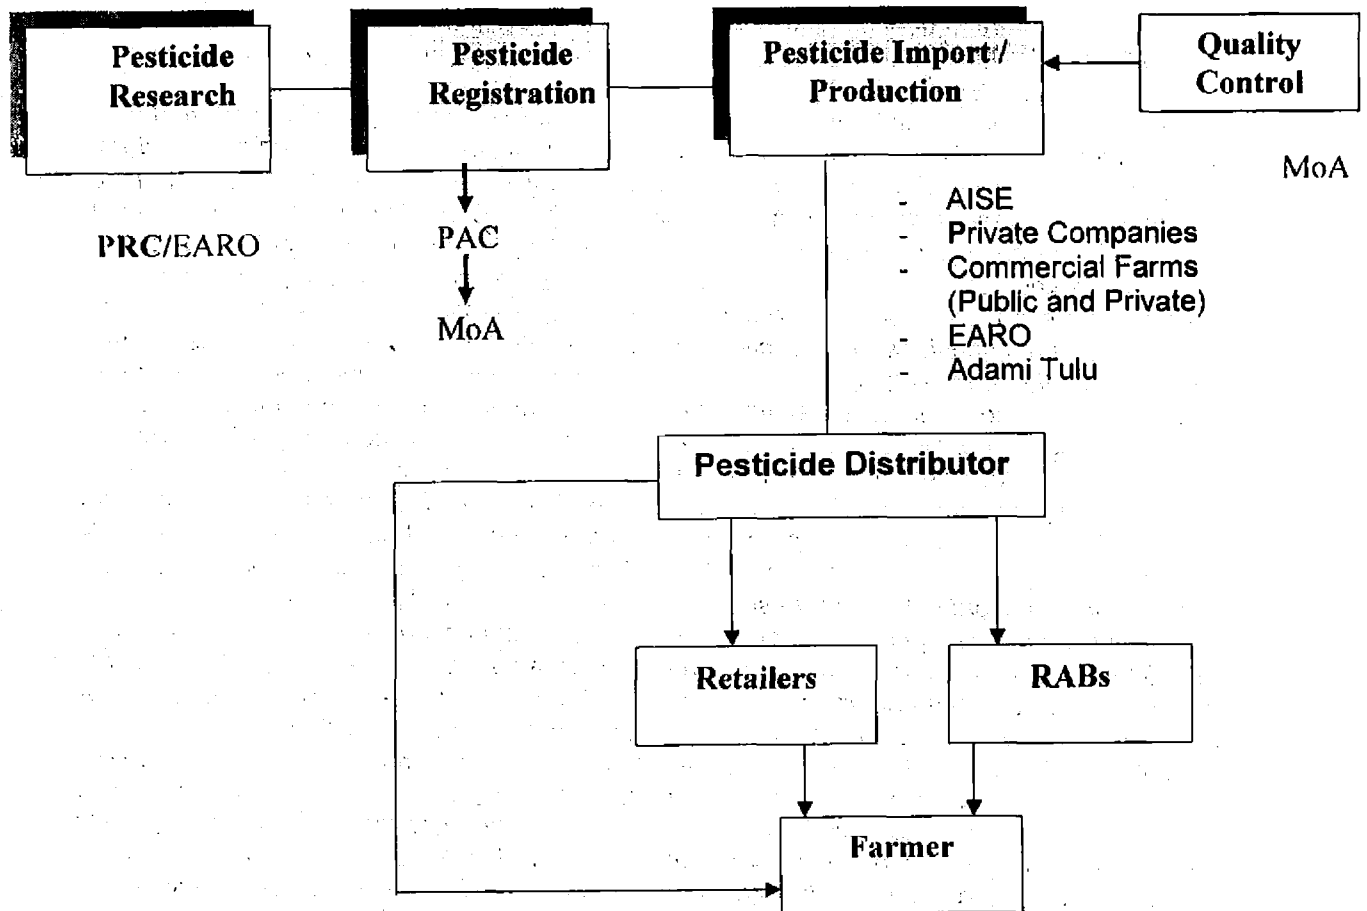 Pesticide
Research
Pesticide
Registration
Pesticide Import /
Production
Quality
Control
MoA
PRC/EARO
PAC
MoA
- AISE
- Private Companies
- Commercial Farms
(Public and Private)
- EARO
- Adami Tulu
Pesticide Distributor
Retailers
RABs
Farmer